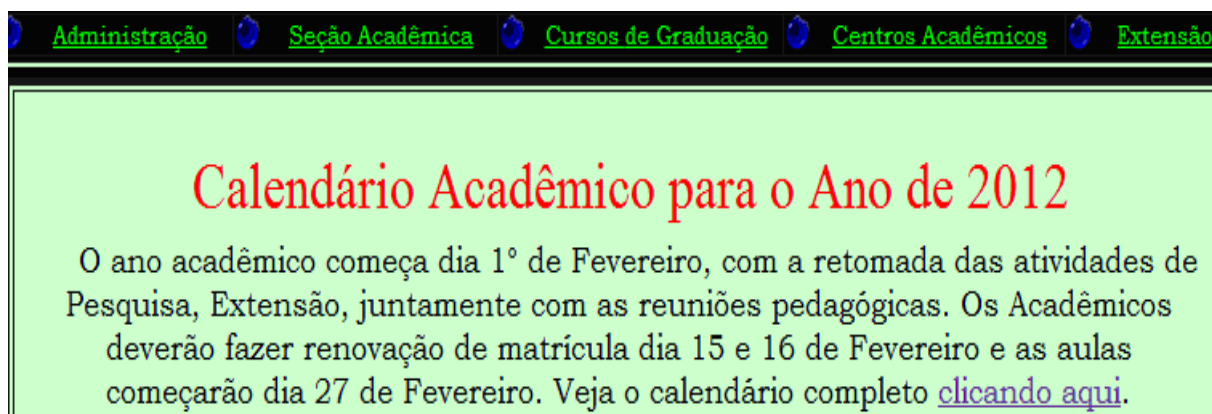 Administração Seção Acadêmica Cursos de Graduação Centros Acadêmicos Extensão
Calendário Acadêmico para o Ano de 2012
O ano acadêmico começa dia 1º de Fevereiro, com a retomada das atividades de
Pesquisa, Extensão, juntamente com as reuniões pedagógicas. Os Acadêmicos
deverão fazer renovação de matrícula dia 15 e 16 de Fevereiro e as aulas
começarão dia 27 de Fevereiro. Veja o calendário completo clicando aqui.